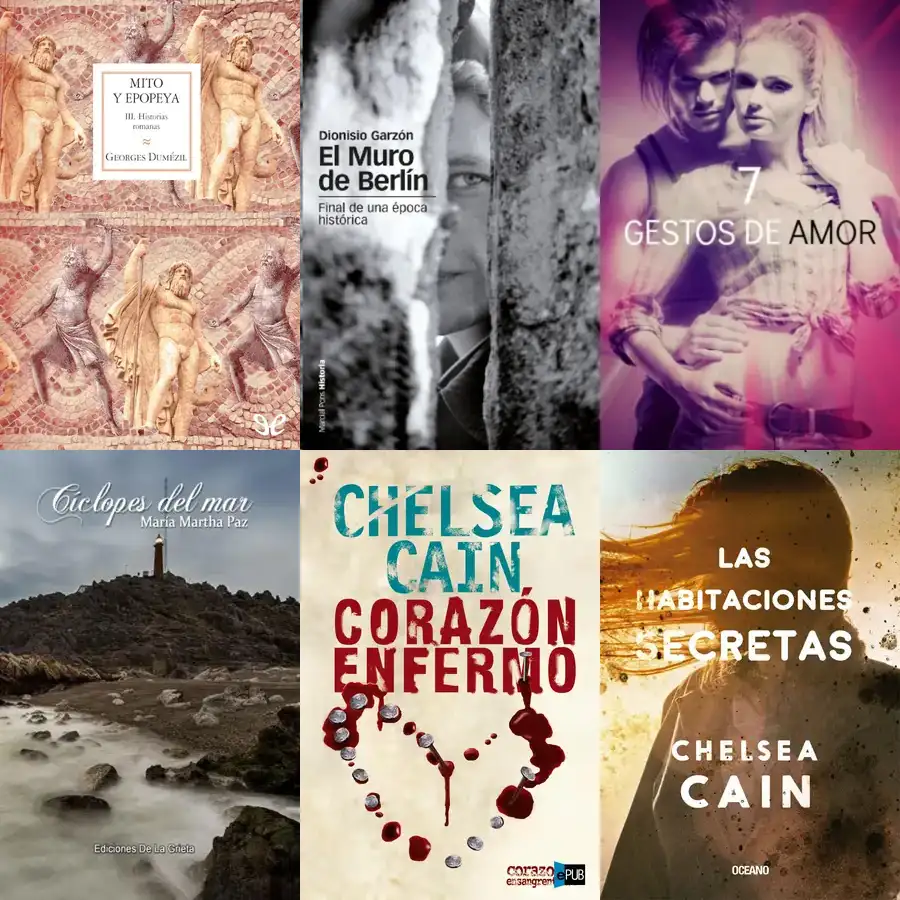 MITO
Y EPOPEYA
III. Historias
romanas
GEORGES DUMÉZIL
Dionisio Garzón
El Muro
de Berlín
Final de una época
histórica
Marcial Pons Historia
7
GESTOS DE AMOR
Cíclopes del mar
María Martha Paz
Ediciones De La Grieta
CHELSEA
CAIN
CORAZÓN
ENFERMO
ePUB
LAS
HABITACIONES
SECRETAS
CHELSEA
CAIN
OCEANO